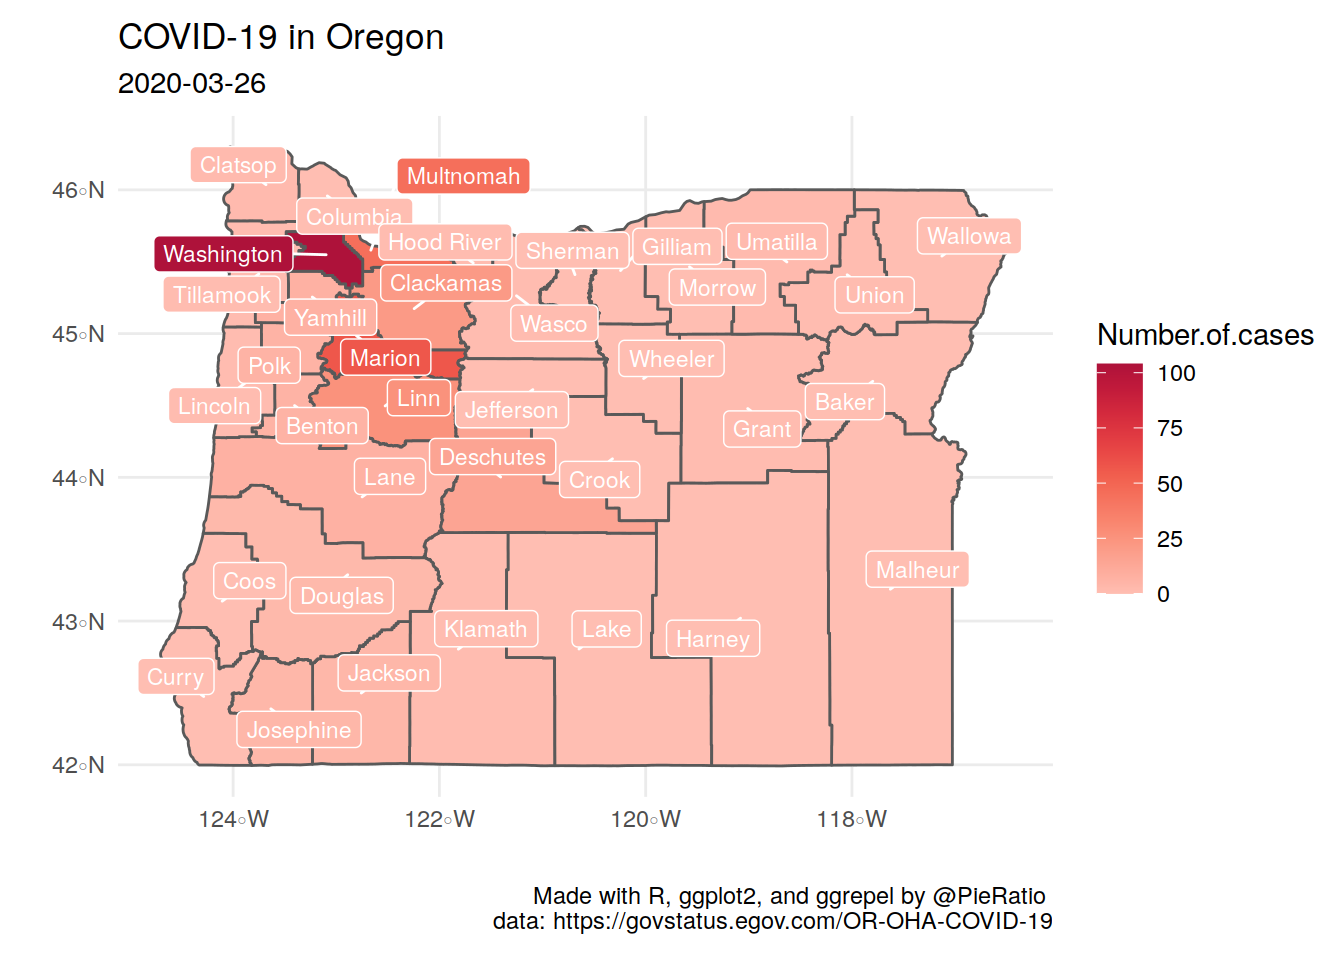 COVID-19 in Oregon
2020-03-26
Clatsop
Multnomah
46°N
Columbia
Hood River
Washington
Sherman
Gilliam
Umatilla
Wallowa
Clackamas
Tillamook
Morrow
Union
Yamhill
Wasco
45°N
Marion
Wheeler
Polk
Linn
Lincoln
Jefferson
Baker
Benton
Grant
Deschutes
44°N
Lane
Crook
Coos
Douglas
Malheur
43°N
Klamath
Lake
Harney
Curry
Jackson
Josephine
42°N
124°W
122°W
120°W
118°W
Number.of.cases
100
75
50
25
0
Made with R, ggplot2, and ggrepel by @PieRatio
data: https://govstatus.egov.com/OR-OHA-COVID-19